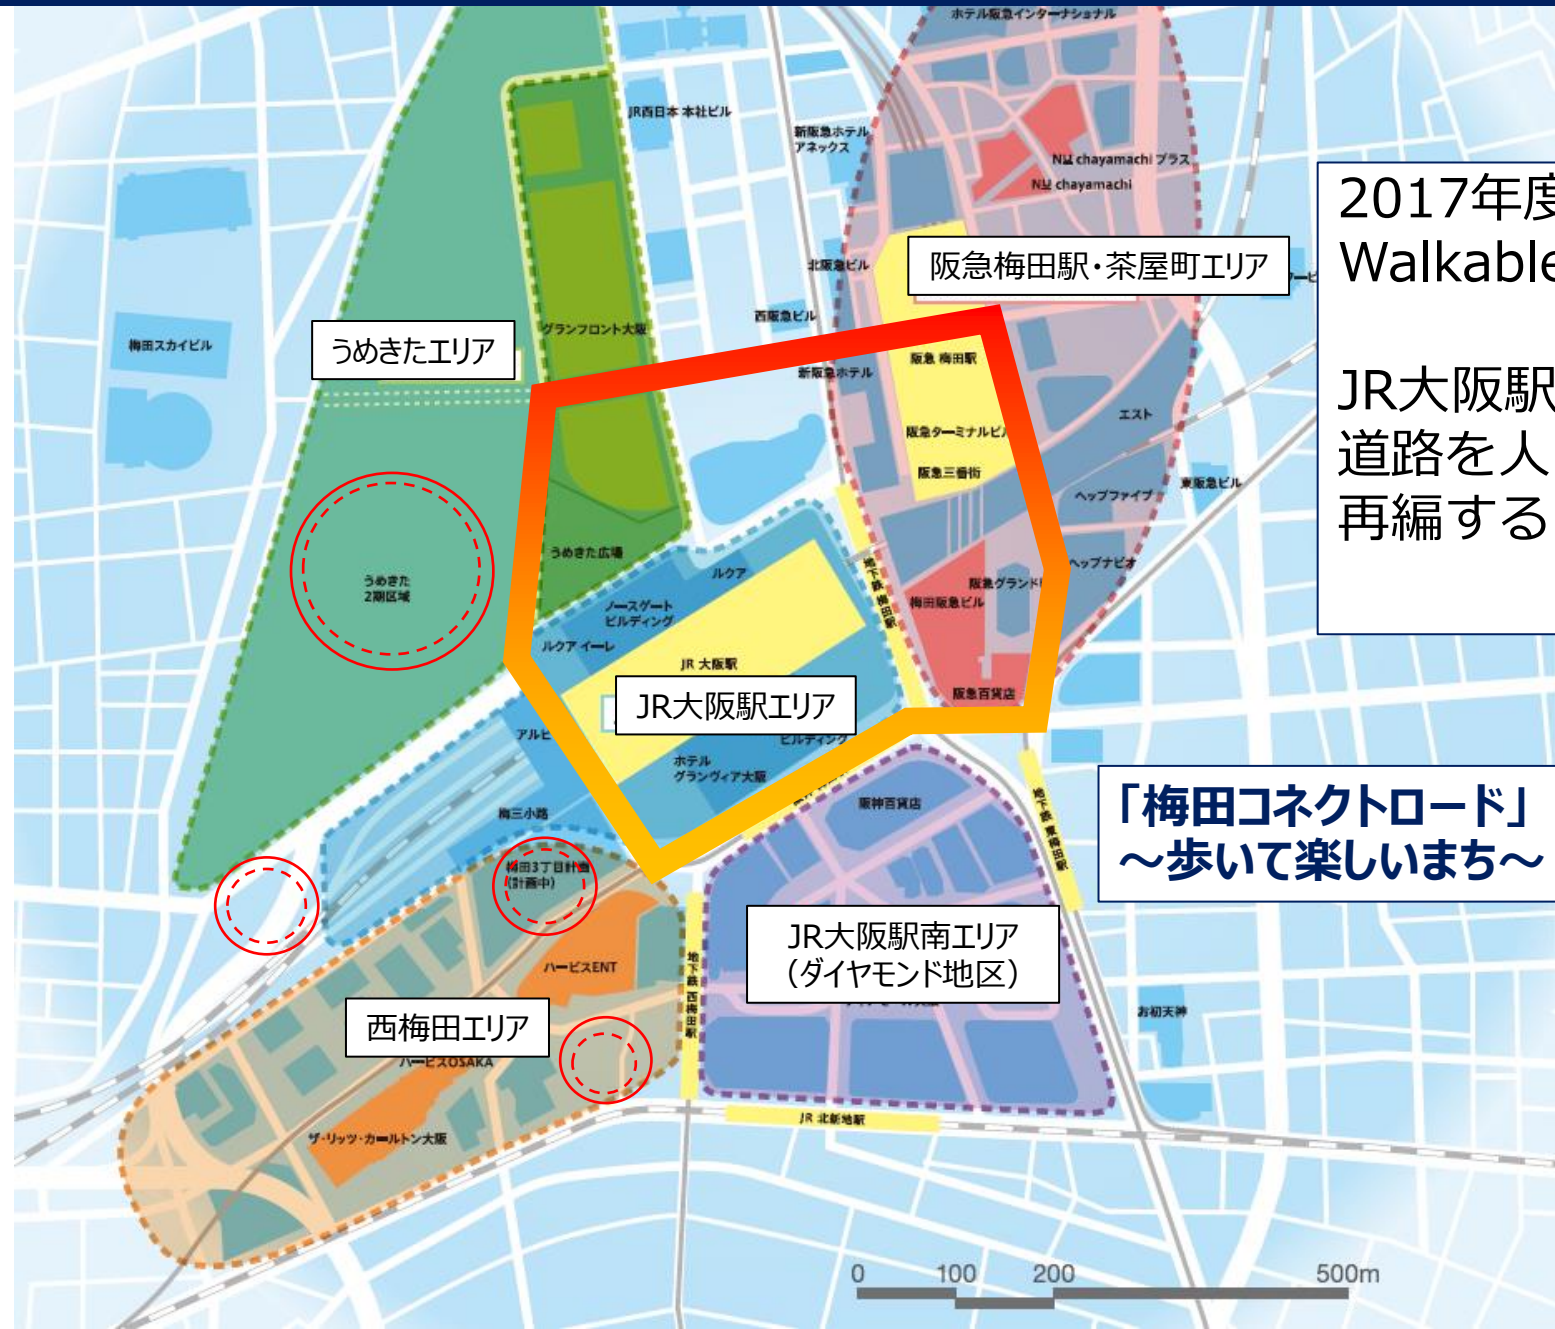 ホテル阪急インターナショナル
JR西日本 本社ビル
新阪急ホテル
アネックス
NU chayamachi プラス
NU chayamachi
2017年度
Walkable
北阪急ビル
阪急梅田駅・茶屋町エリア
西阪急ビル
グランフロント大阪
梅田スカイビル
うめきたエリア
新阪急ホテル
阪急 梅田駅
JR大阪駅
道路を人
再編する
エスト
阪急ターミナルビル
阪急三番街
ヘップファイブ
東阪急ビル
うめきた広場
ルクア
地下鉄 梅田駅
ヘップナビオ
うめきた
2期区域
阪急グランド
梅田阪急ビル
ノースゲート
ビルディング
ルクア イーレ
JR 大阪駅
JR大阪駅エリア
阪急百貨店
アルビ
ビルディング
ホテル
グランヴィア大阪
梅三小路
阪神百貨店
地下鉄 東梅田駅
「梅田コネクトロード」
～歩いて楽しいまち～
梅田3丁目計画
(計画中)
JR大阪駅南エリア
（ダイヤモンド地区）
ハービスENT
地下鉄 西梅田駅
お初天神
西梅田エリア
ハービスOSAKA
ザ・リッツ・カールトン大阪
JR 北新地駅
0 100 200 500m